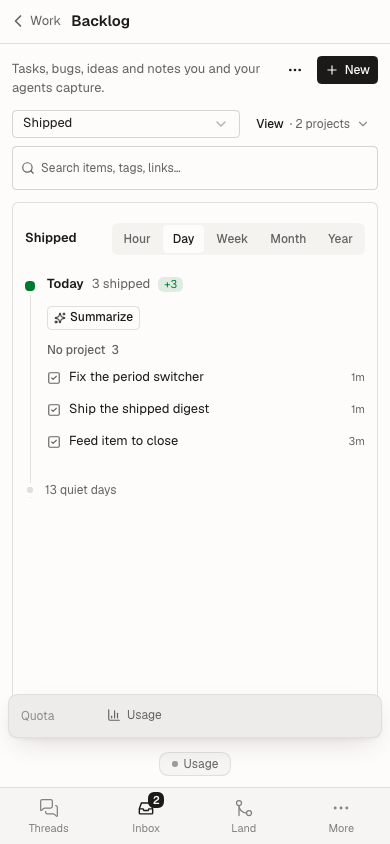 Work Backlog
Tasks, bugs, ideas and notes you and your
agents capture.
New
Shipped
View · 2 projects
Search items, tags, links...
Shipped
Hour Day Week Month Year
Today 3 shipped +3
Summarize
No project 3
Fix the period switcher 1m
Ship the shipped digest 1m
Feed item to close 3m
13 quiet days
Quota Usage
Usage
2
Threads Inbox Land More